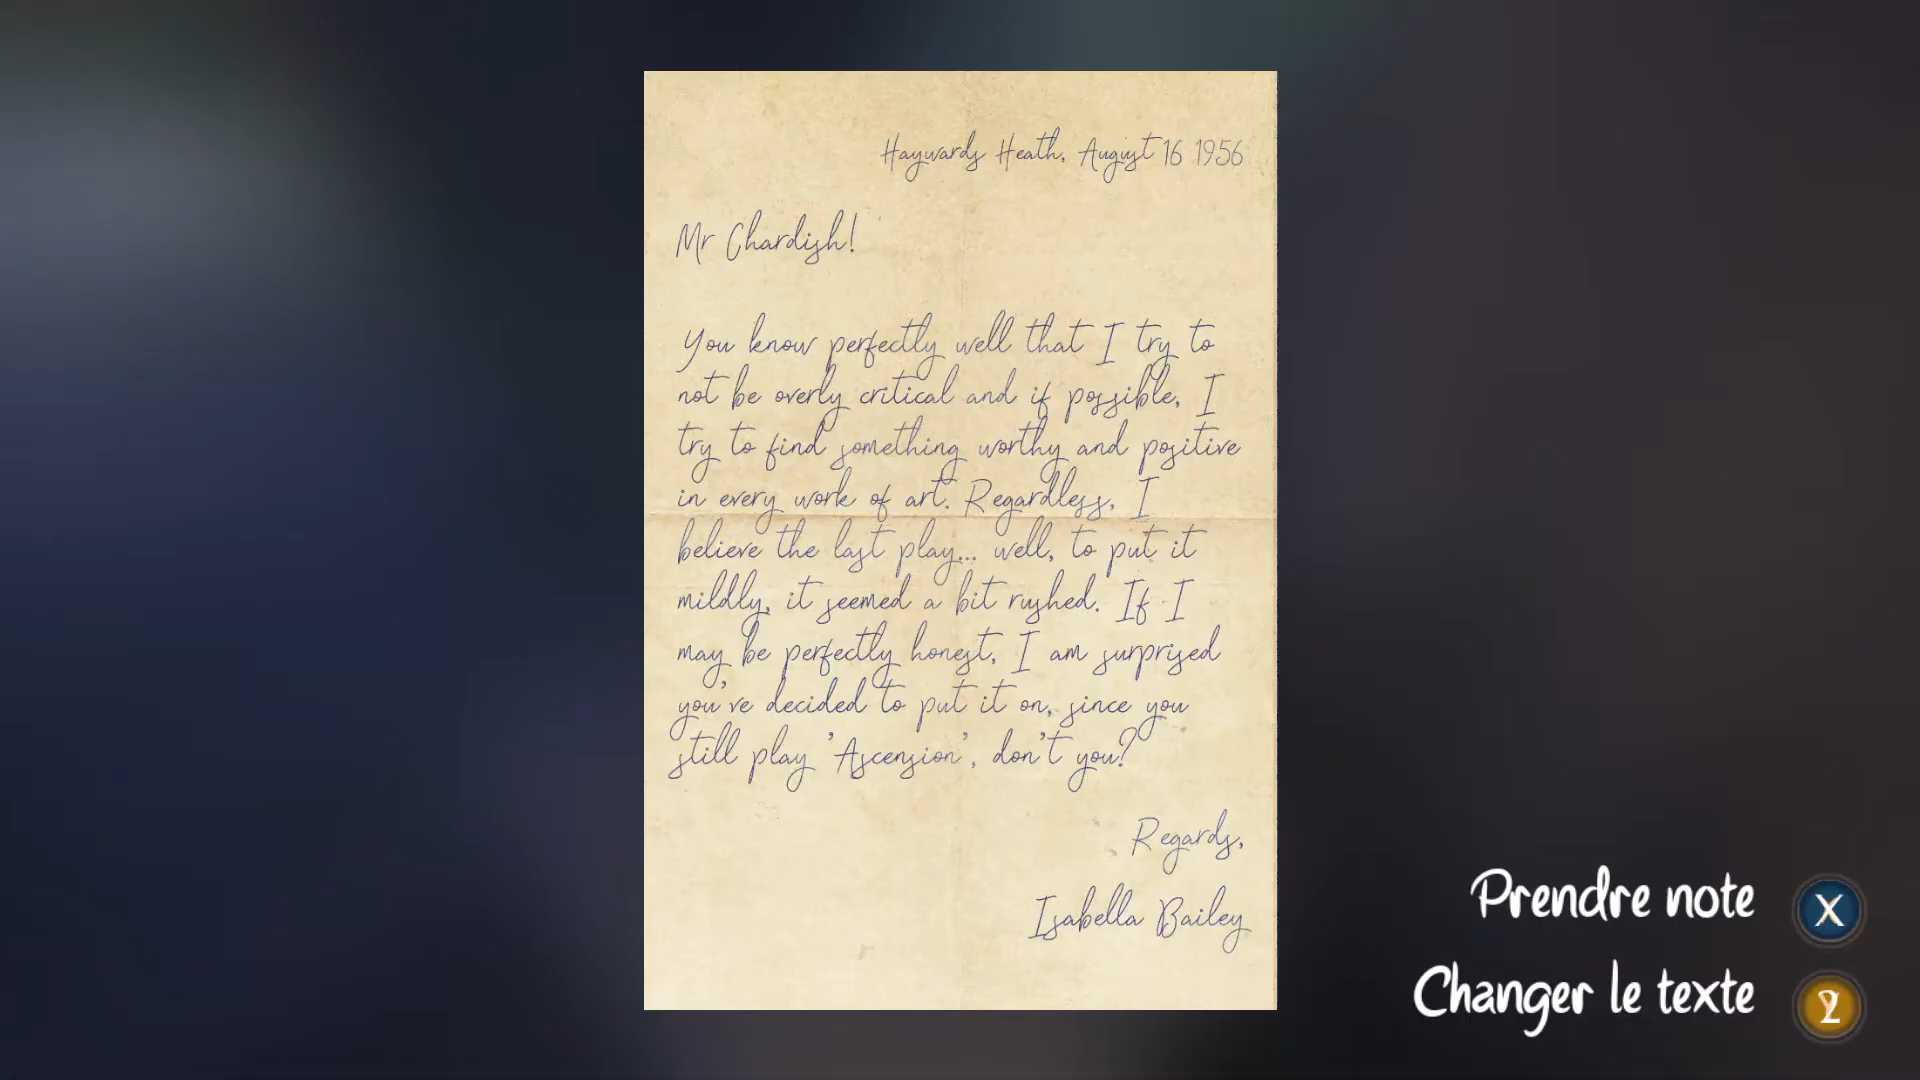 Haywards Heath, August 16 1956
Mr Chardish!
You know perfectly well that I try to
not be overly critical and if possible, I
try to find something worthy and positive
in every work of art. Regardless, I
believe the last play... well, to put it
mildly, it seemed a bit rushed. If I
may be perfectly honest, I am surprised
you've decided to put it on, since you
still play 'Ascension', don't you?
Regards,
Isabella Bailey
Prendre note X
Changer le texte Y